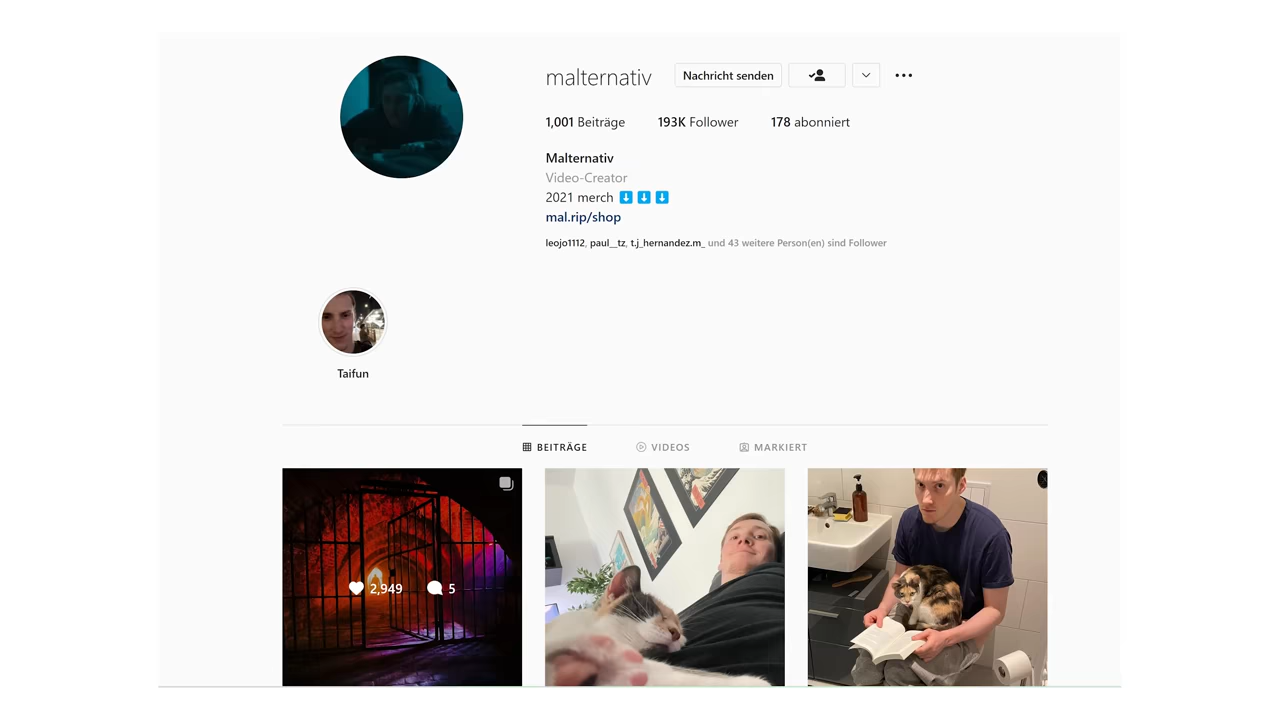 malternativ Nachricht senden
1,001 Beiträge 193K Follower 178 abonniert
Malternativ
Video-Creator
2021 merch
mal.rip/shop
leojo1112, paul__tz, t.j_hernandez.m_ und 43 weitere Person(en) sind Follower
Taifun
BEITRÄGE VIDEOS MARKIERT
2,949 5